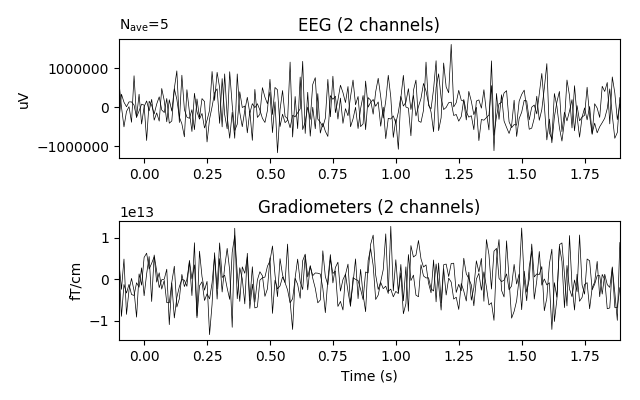 N_ave=5
EEG (2 channels)
uV
1000000
0
−1000000
0.00 0.25 0.50 0.75 1.00 1.25 1.50 1.75
1e13
Gradiometers (2 channels)
fT/cm
1
0
−1
0.00 0.25 0.50 0.75 1.00 1.25 1.50 1.75
Time (s)